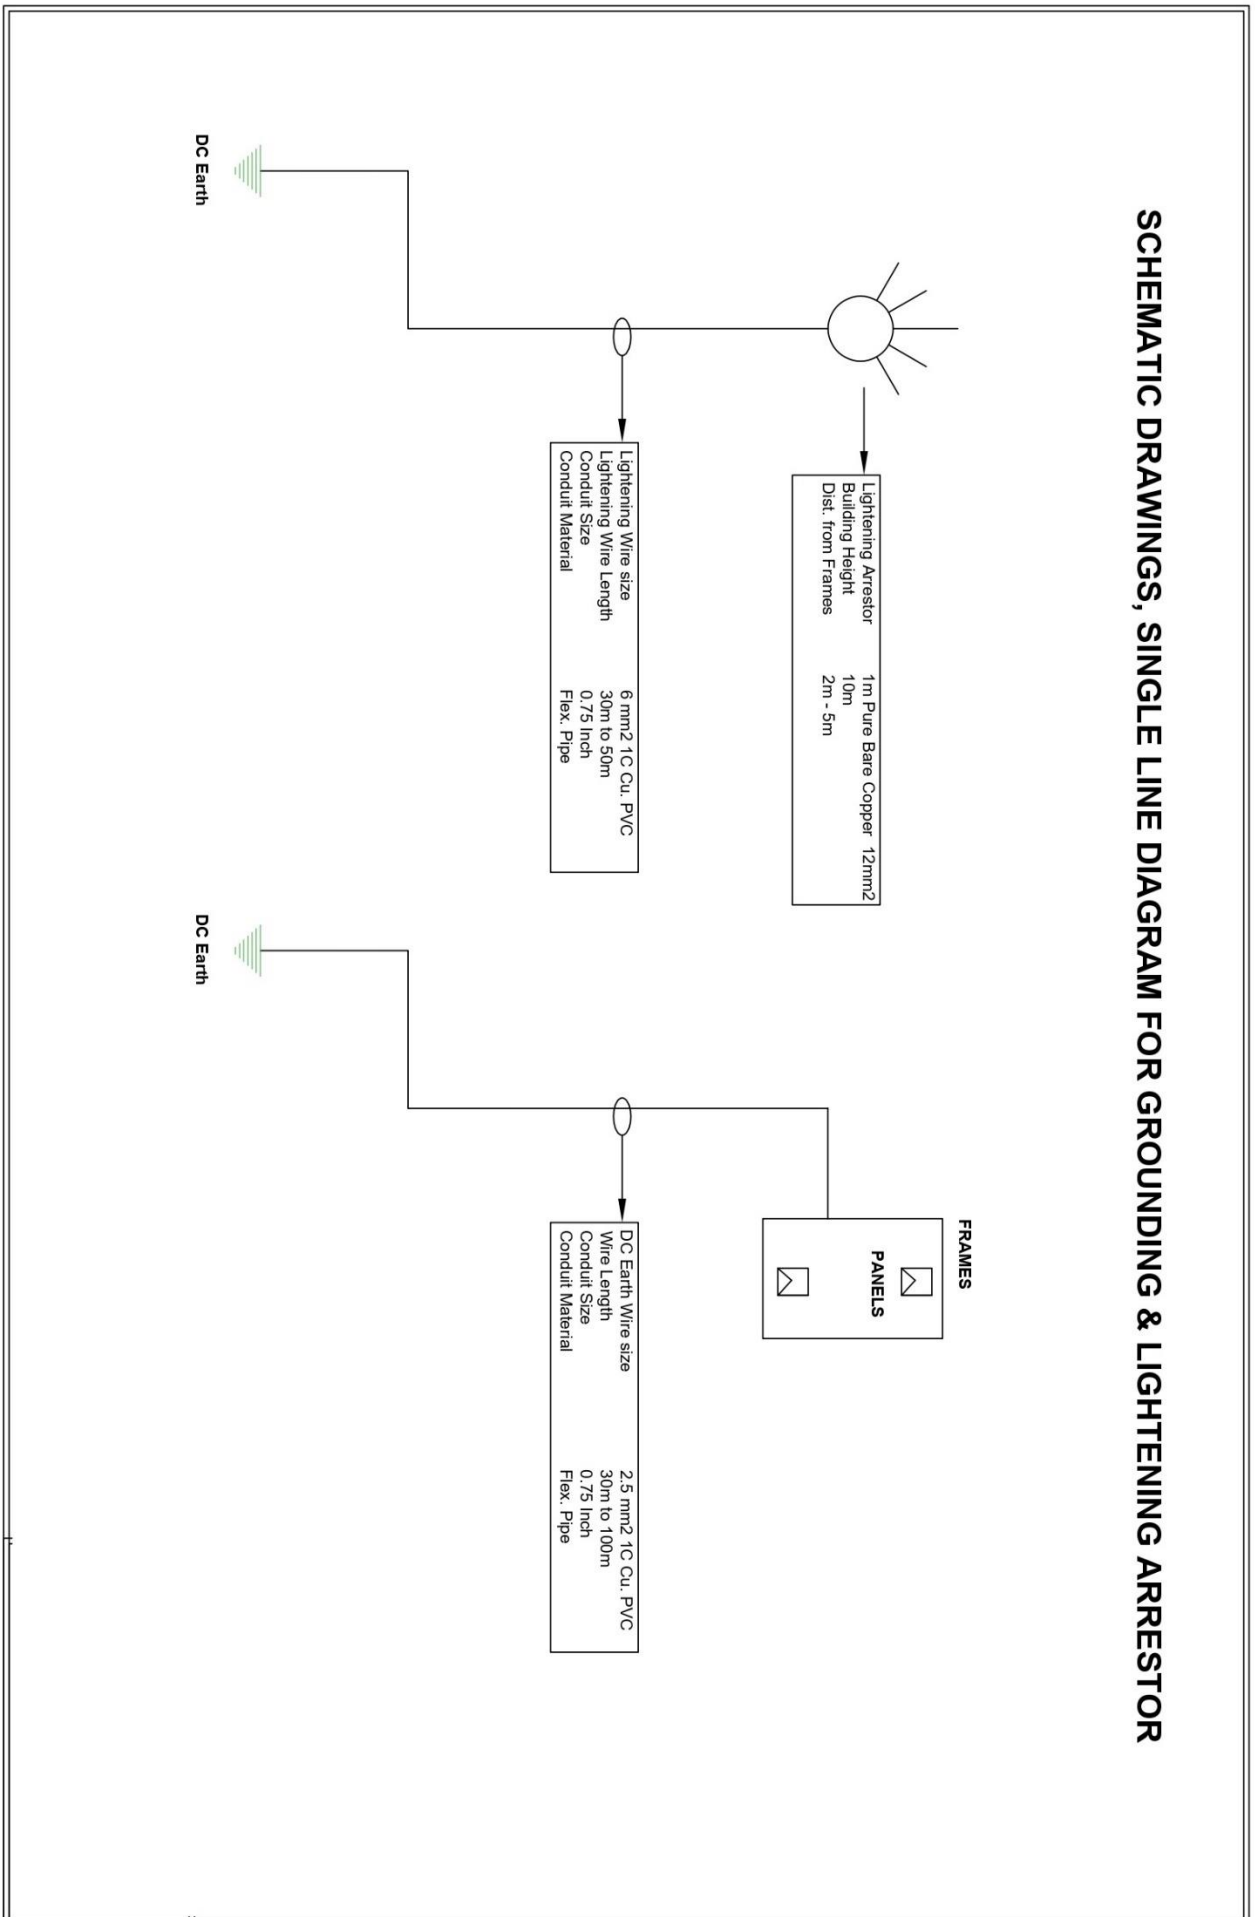 SCHEMATIC DRAWINGS, SINGLE LINE DIAGRAM FOR GROUNDING & LIGHTENING ARRESTOR
Lightening Arrestor 1m Pure Bare Copper 12mm2
Building Height 10m
Dist. from Frames 2m - 5m
Lightening Wire size 6 mm2 1C Cu. PVC
Lightening Wire Length 30m to 50m
Conduit Size 0.75 Inch
Conduit Material Flex. Pipe
DC Earth
FRAMES
PANELS
DC Earth Wire size 2.5 mm2 1C Cu. PVC
Wire Length 30m to 100m
Conduit Size 0.75 Inch
Conduit Material Flex. Pipe
DC Earth